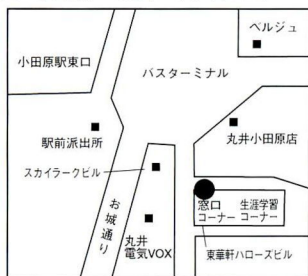 ベルジュ
小田原駅東口
バスターミナル
駅前派出所
丸井小田原店
スカイラークビル
お城通り
窓口
コーナー
生涯学習
コーナー
丸井
電気VOX
東華軒ハローズビル